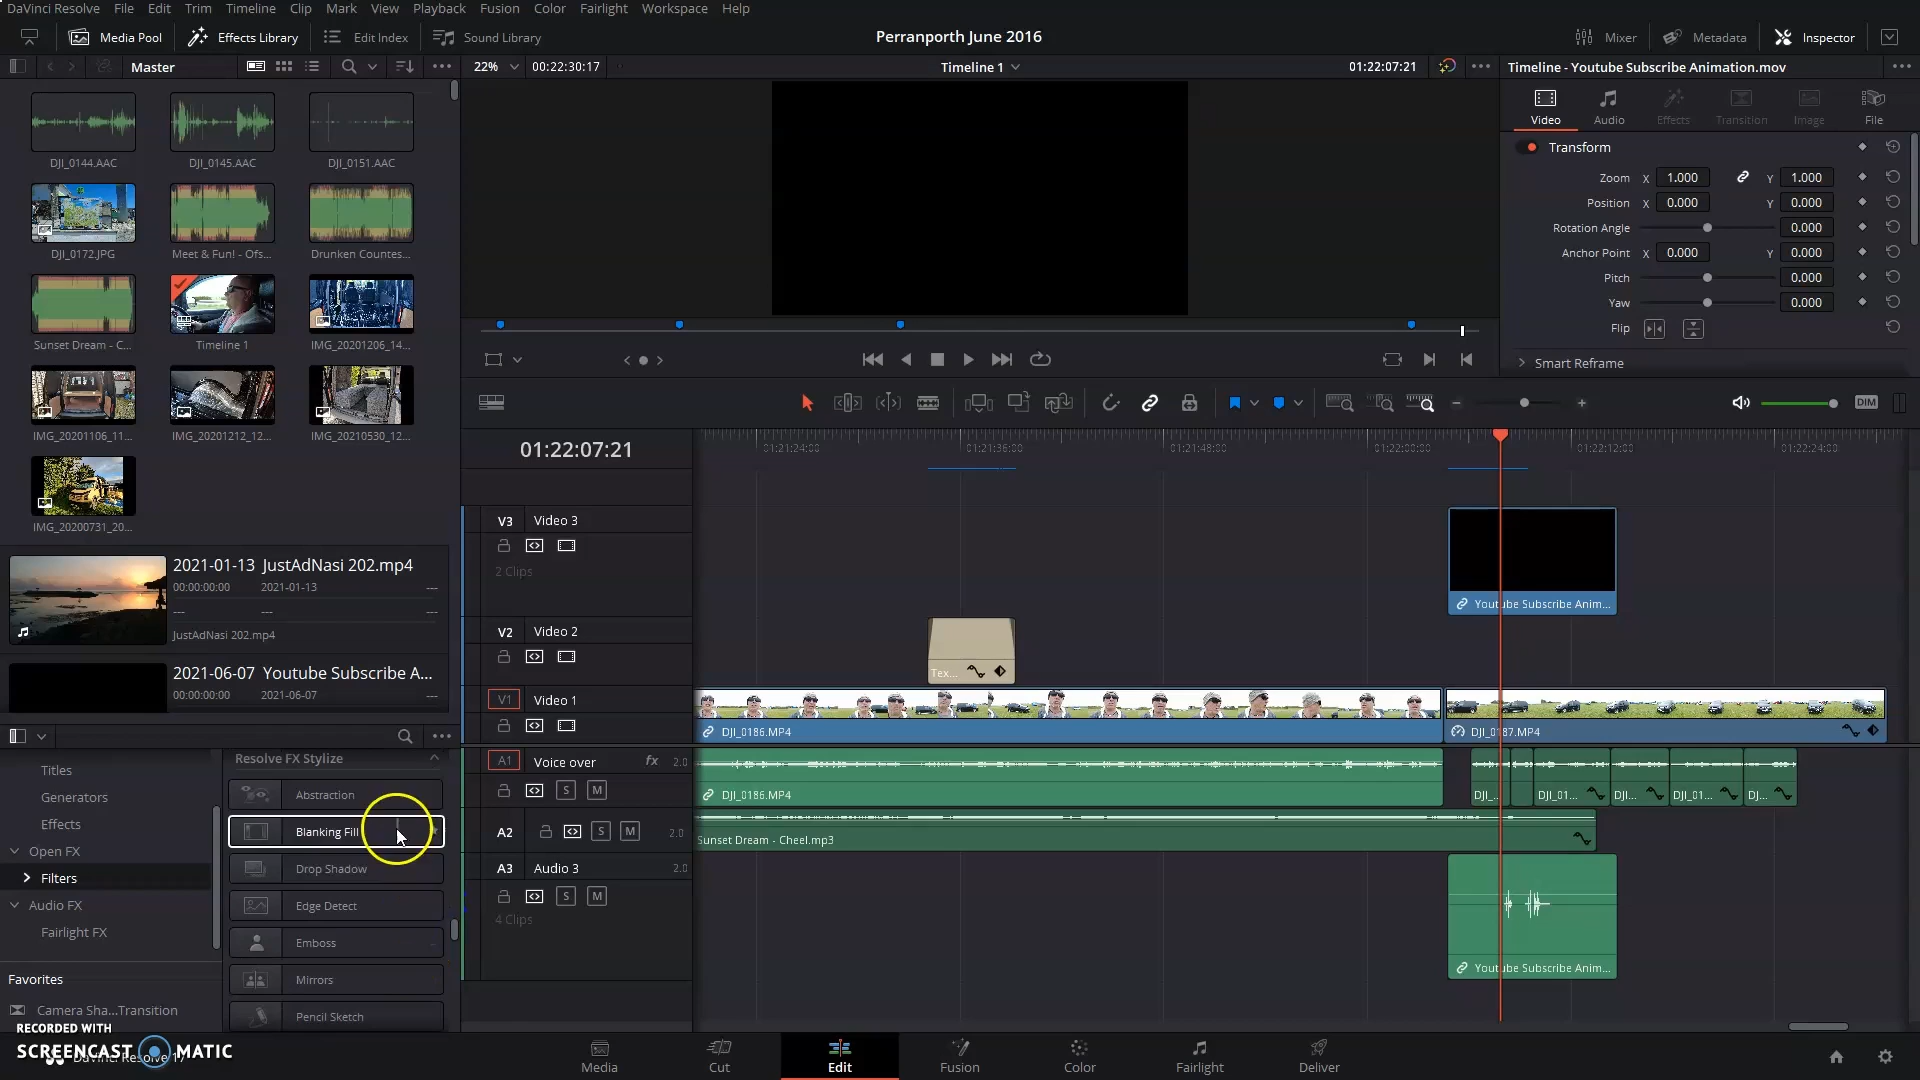 DaVinci Resolve File Edit Trim Timeline Clip Mark View Playback Fusion Color Fairlight Workspace Help
Media Pool Effects Library Edit Index Sound Library
Perranporth June 2016
Mixer Metadata Inspector
Master
22% 00:22:30:17
Timeline 1
01:22:07:21
Timeline - Youtube Subscribe Animation.mov
Video Audio Effects Transition Image File
Transform
Zoom X 1.000 Y 1.000
Position X 0.000 Y 0.000
Rotation Angle 0.000
Anchor Point X 0.000 Y 0.000
Pitch 0.000
Yaw 0.000
Flip
Smart Reframe
DJI_0144.AAC DJI_0145.AAC DJI_0151.AAC
DJI_0172.JPG Meet & Fun! - Ofs... Drunken Countes...
Sunset Dream - C... Timeline 1 IMG_20201206_14...
IMG_20201106_11... IMG_20201212_12... IMG_20210530_12...
IMG_20200731_20...
2021-01-13 JustAdNasi 202.mp4
00:00:00:00 2021-01-13 ---
--- --- ---
JustAdNasi 202.mp4
2021-06-07 Youtube Subscribe A...
00:00:00:00 2021-06-07 ---
DIM
01:22:07:21
01:21:24:00 01:21:36:00 01:21:48:00 01:22:00:00 01:22:12:00 01:22:24:00
V3 Video 3
2 Clips
Youtube Subscribe Anim...
V2 Video 2
Tex...
V1 Video 1
DJI_0186.MP4 DJI_0187.MP4
A1 Voice over fx 2.0
S M
DJI_0186.MP4
DJI_... DJI_01... DJI... DJI_01... DJ...
A2 S M 2.0
Sunset Dream - Cheel.mp3
A3 Audio 3 2.0
S M
4 Clips
Youtube Subscribe Anim...
Titles
Generators
Effects
Open FX
Filters
Audio FX
Fairlight FX
Favorites
Camera Sha...Transition
Resolve FX Stylize
Abstraction
Blanking Fill
Drop Shadow
Edge Detect
Emboss
Mirrors
Pencil Sketch
RECORDED WITH
SCREENCAST MATIC
Media Cut Edit Fusion Color Fairlight Deliver